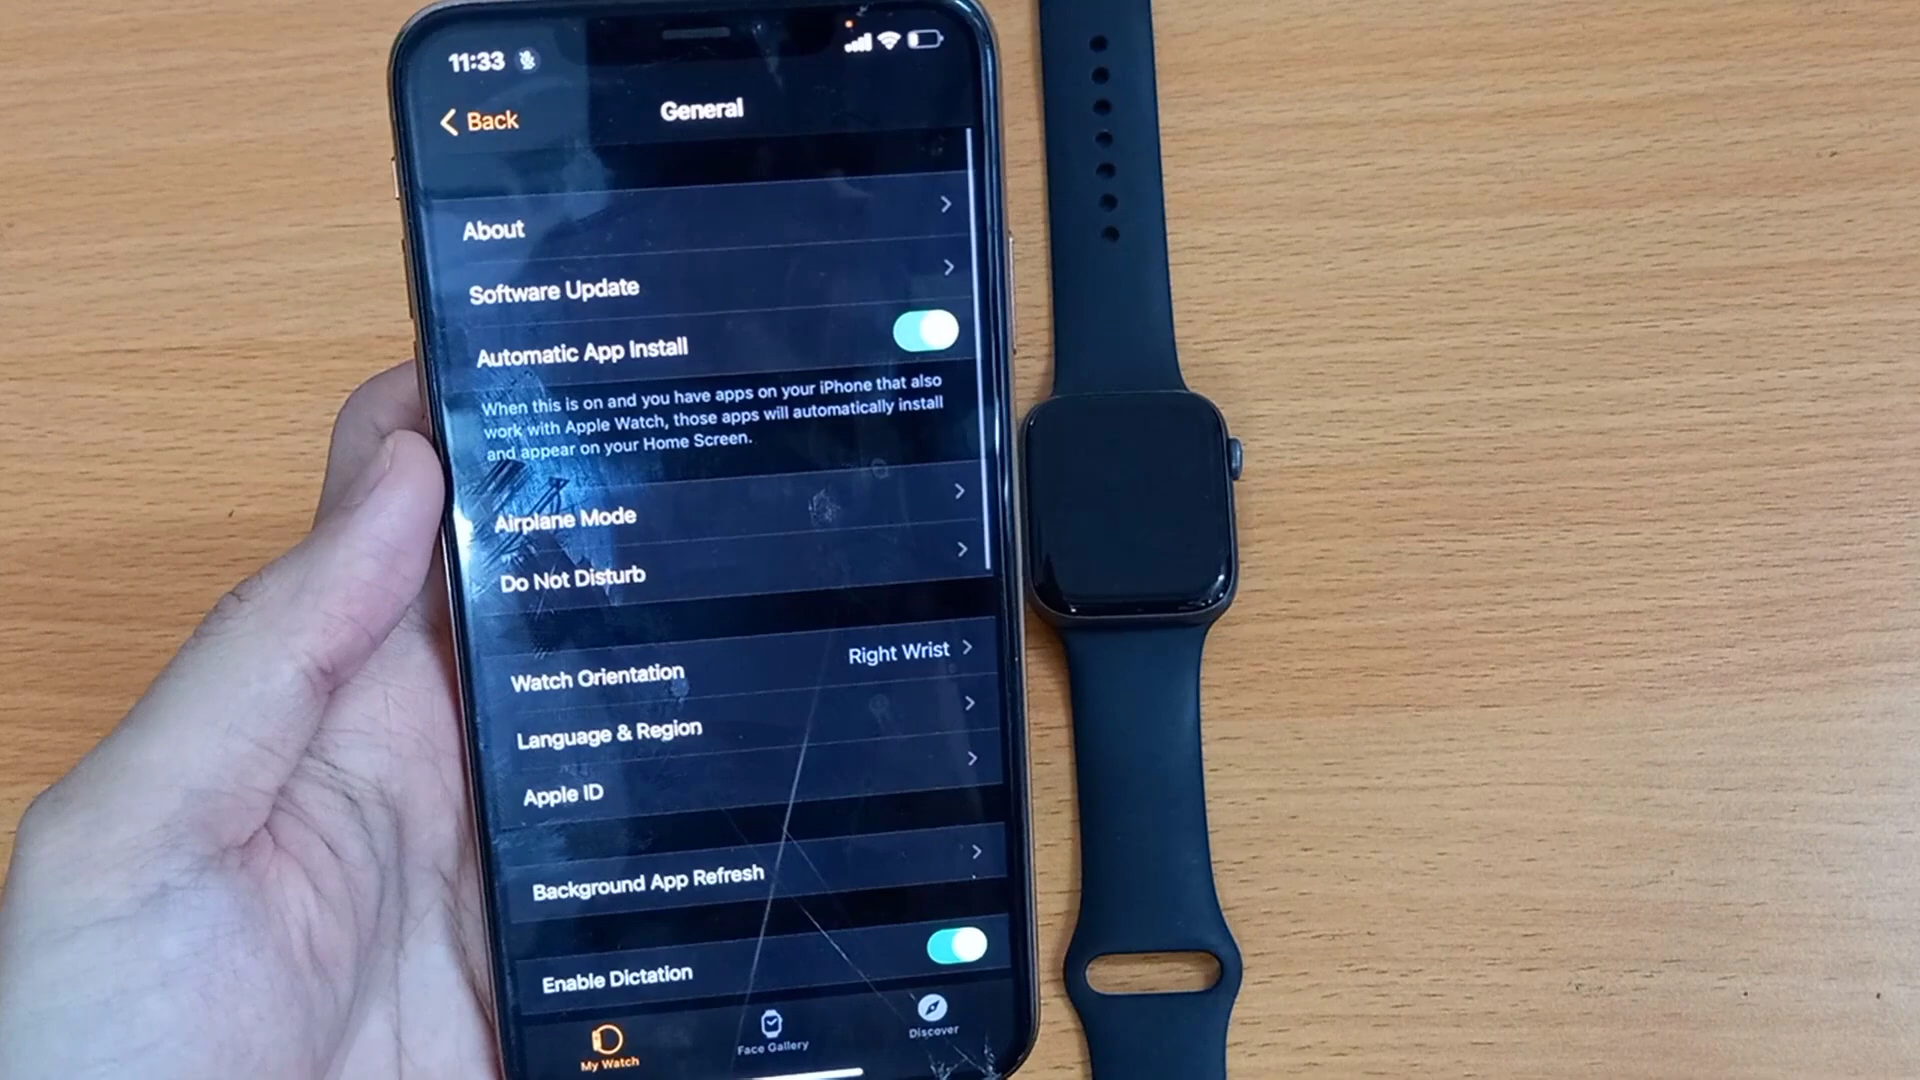 11:33
Back
General
About
Software Update
Automatic App Install
When this is on and you have apps on your iPhone that also
work with Apple Watch, those apps will automatically install
and appear on your Home Screen.
Airplane Mode
Do Not Disturb
Watch Orientation Right Wrist
Language & Region
Apple ID
Background App Refresh
Enable Dictation
My Watch Face Gallery Discover